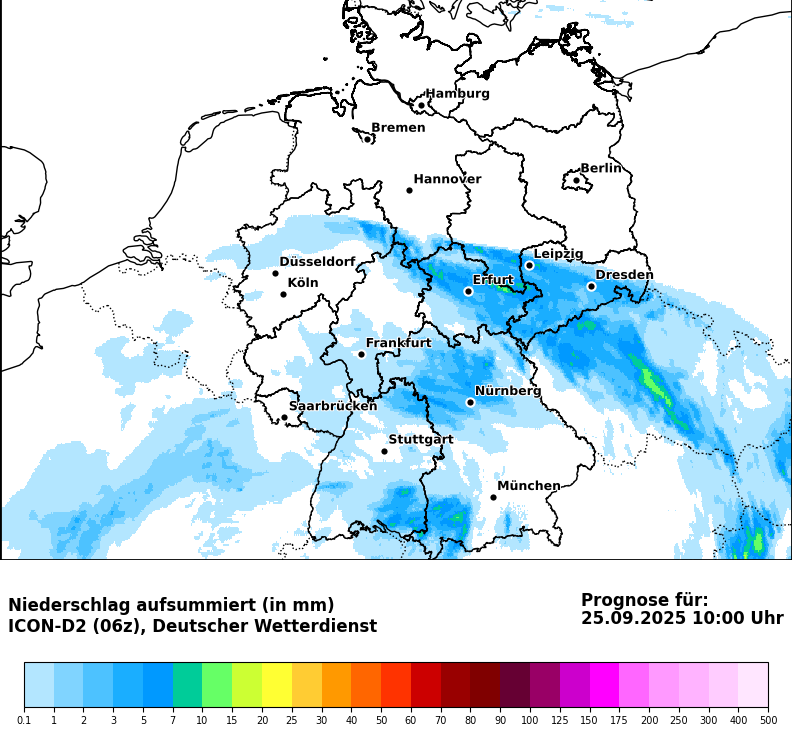 Hamburg
Bremen
Berlin
Hannover
Leipzig
Düsseldorf
Dresden
Köln
Erfurt
Frankfurt
Nürnberg
Saarbrücken
Stuttgart
München
Niederschlag aufsummiert (in mm)
ICON-D2 (06z), Deutscher Wetterdienst
Prognose für:
25.09.2025 10:00 Uhr
0.1 1 2 3 5 7 10 15 20 25 30 40 50 60 70 80 90 100 125 150 175 200 250 300 400 500